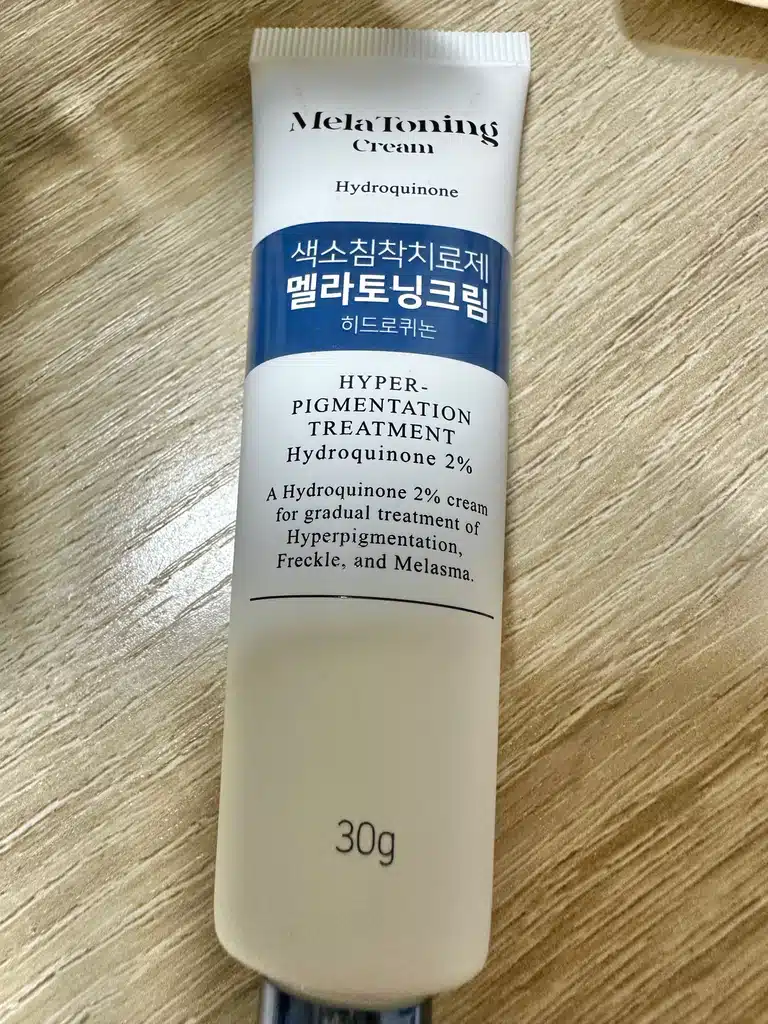 MelaToning
Cream
Hydroquinone
색소침착치료제
멜라토닝크림
히드로퀴논
HYPER-
PIGMENTATION
TREATMENT
Hydroquinone 2%
A Hydroquinone 2% cream
for gradual treatment of
Hyperpigmentation,
Freckle, and Melasma.
30g